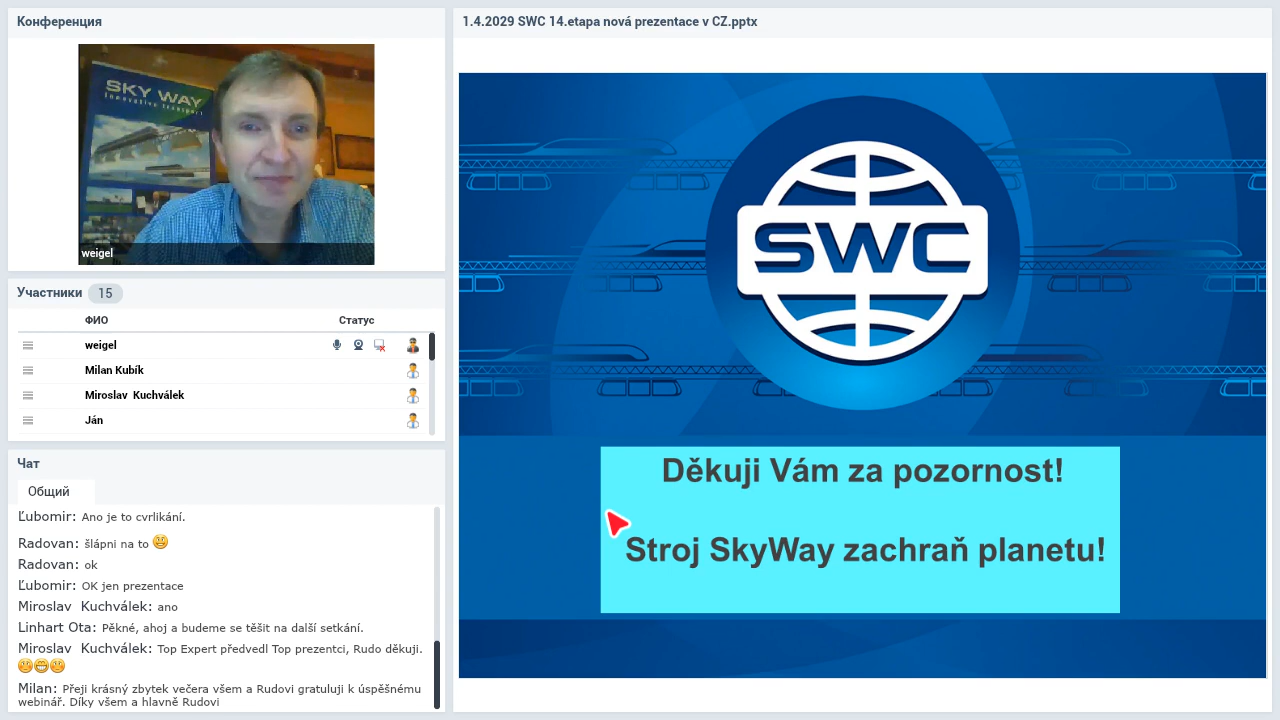 Конференция
SKY WAY
Innovative transport
weigel
Участники 15
ФИО Статус
weigel
Milan Kubík
Miroslav Kuchválek
Ján
Чат
Общий
Ľubomir: Ano je to cvrlikání.
Radovan: šlápni na to
Radovan: ok
Ľubomir: OK jen prezentace
Miroslav Kuchválek: ano
Linhart Ota: Pěkné, ahoj a budeme se těšit na další setkání.
Miroslav Kuchválek: Top Expert předvedl Top prezentci, Rudo děkuji.
Milan: Přeji krásný zbytek večera všem a Rudovi gratuluji k úspěšnému
webinář. Díky všem a hlavně Rudovi
1.4.2029 SWC 14.etapa nová prezentace v CZ.pptx
SWC
Děkuji Vám za pozornost!
Stroj SkyWay zachraň planetu!